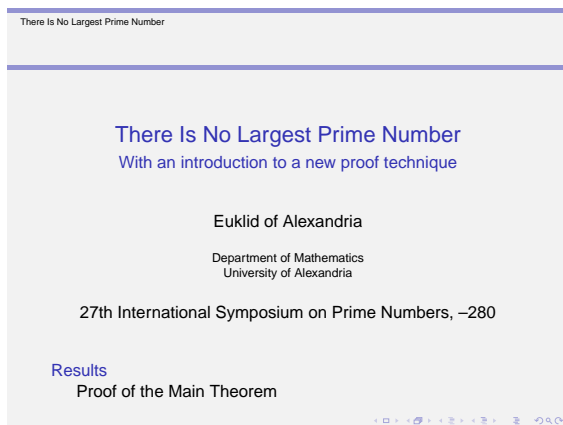 There Is No Largest Prime Number
There Is No Largest Prime Number
With an introduction to a new proof technique
Euklid of Alexandria
Department of Mathematics
University of Alexandria
27th International Symposium on Prime Numbers, –280
Results
Proof of the Main Theorem